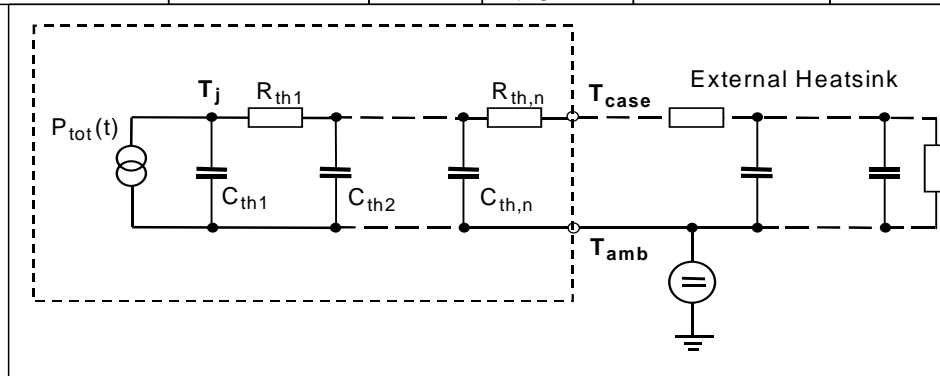 External Heatsink
T_j
R_th1
R_th,n
T_case
P_tot(t)
C_th1
C_th2
C_th,n
T_amb